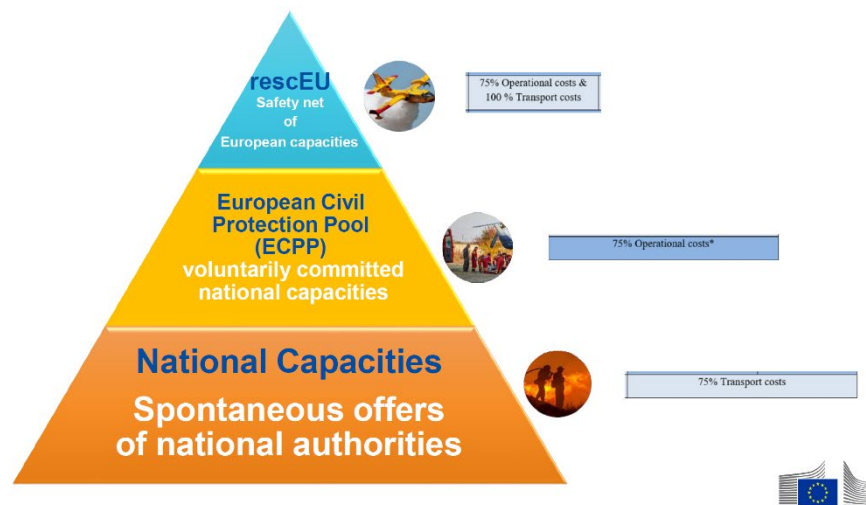 rescEU
Safety net
of
European capacities
75% Operational costs &
100 % Transport costs
European Civil
Protection Pool
(ECPP)
voluntarily committed
national capacities
75% Operational costs*
National Capacities
Spontaneous offers
of national authorities
75% Transport costs